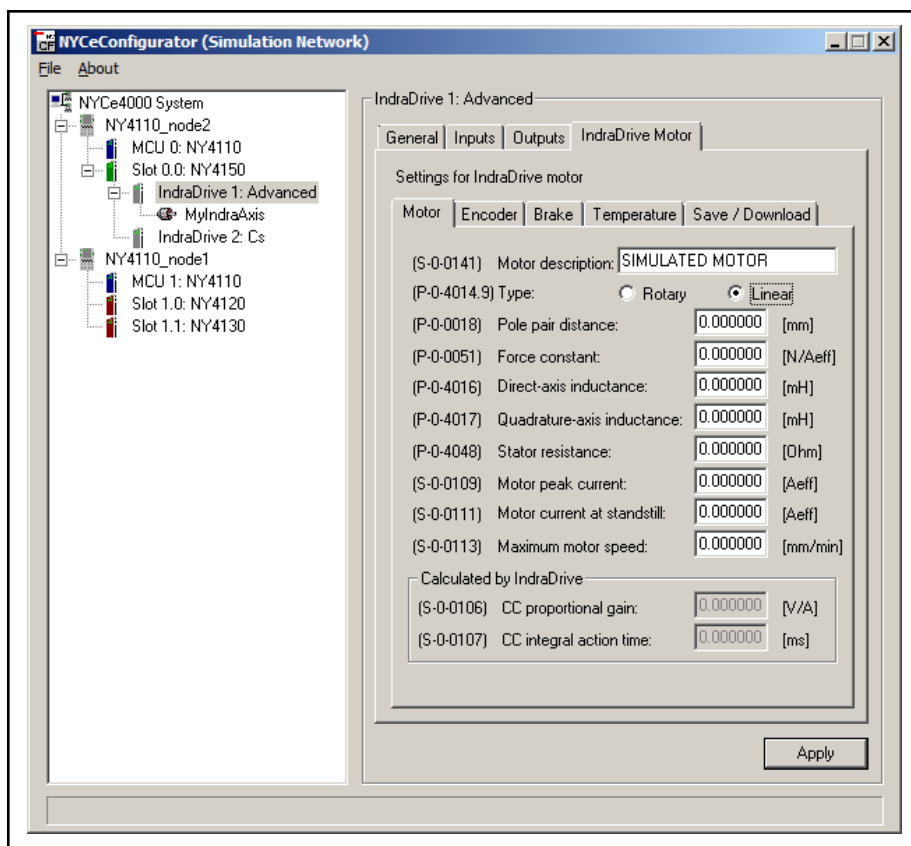 NYCeConfigurator (Simulation Network)
File About
NYCe4000 System
NY4110_node2
MCU 0: NY4110
Slot 0.0: NY4150
IndraDrive 1: Advanced
MyIndraAxis
IndraDrive 2: Cs
NY4110_node1
MCU 1: NY4110
Slot 1.0: NY4120
Slot 1.1: NY4130
IndraDrive 1: Advanced
General Inputs Outputs IndraDrive Motor
Settings for IndraDrive motor
Motor Encoder Brake Temperature Save / Download
(S-0-0141) Motor description: SIMULATED MOTOR
(P-0-4014.9) Type: Rotary Linear
(P-0-0018) Pole pair distance: 0.000000 [mm]
(P-0-0051) Force constant: 0.000000 [N/Aeff]
(P-0-4016) Direct-axis inductance: 0.000000 [mH]
(P-0-4017) Quadrature-axis inductance: 0.000000 [mH]
(P-0-4048) Stator resistance: 0.000000 [Ohm]
(S-0-0109) Motor peak current: 0.000000 [Aeff]
(S-0-0111) Motor current at standstill: 0.000000 [Aeff]
(S-0-0113) Maximum motor speed: 0.000000 [mm/min]
Calculated by IndraDrive
(S-0-0106) CC proportional gain: 0.000000 [V/A]
(S-0-0107) CC integral action time: 0.000000 [ms]
Apply